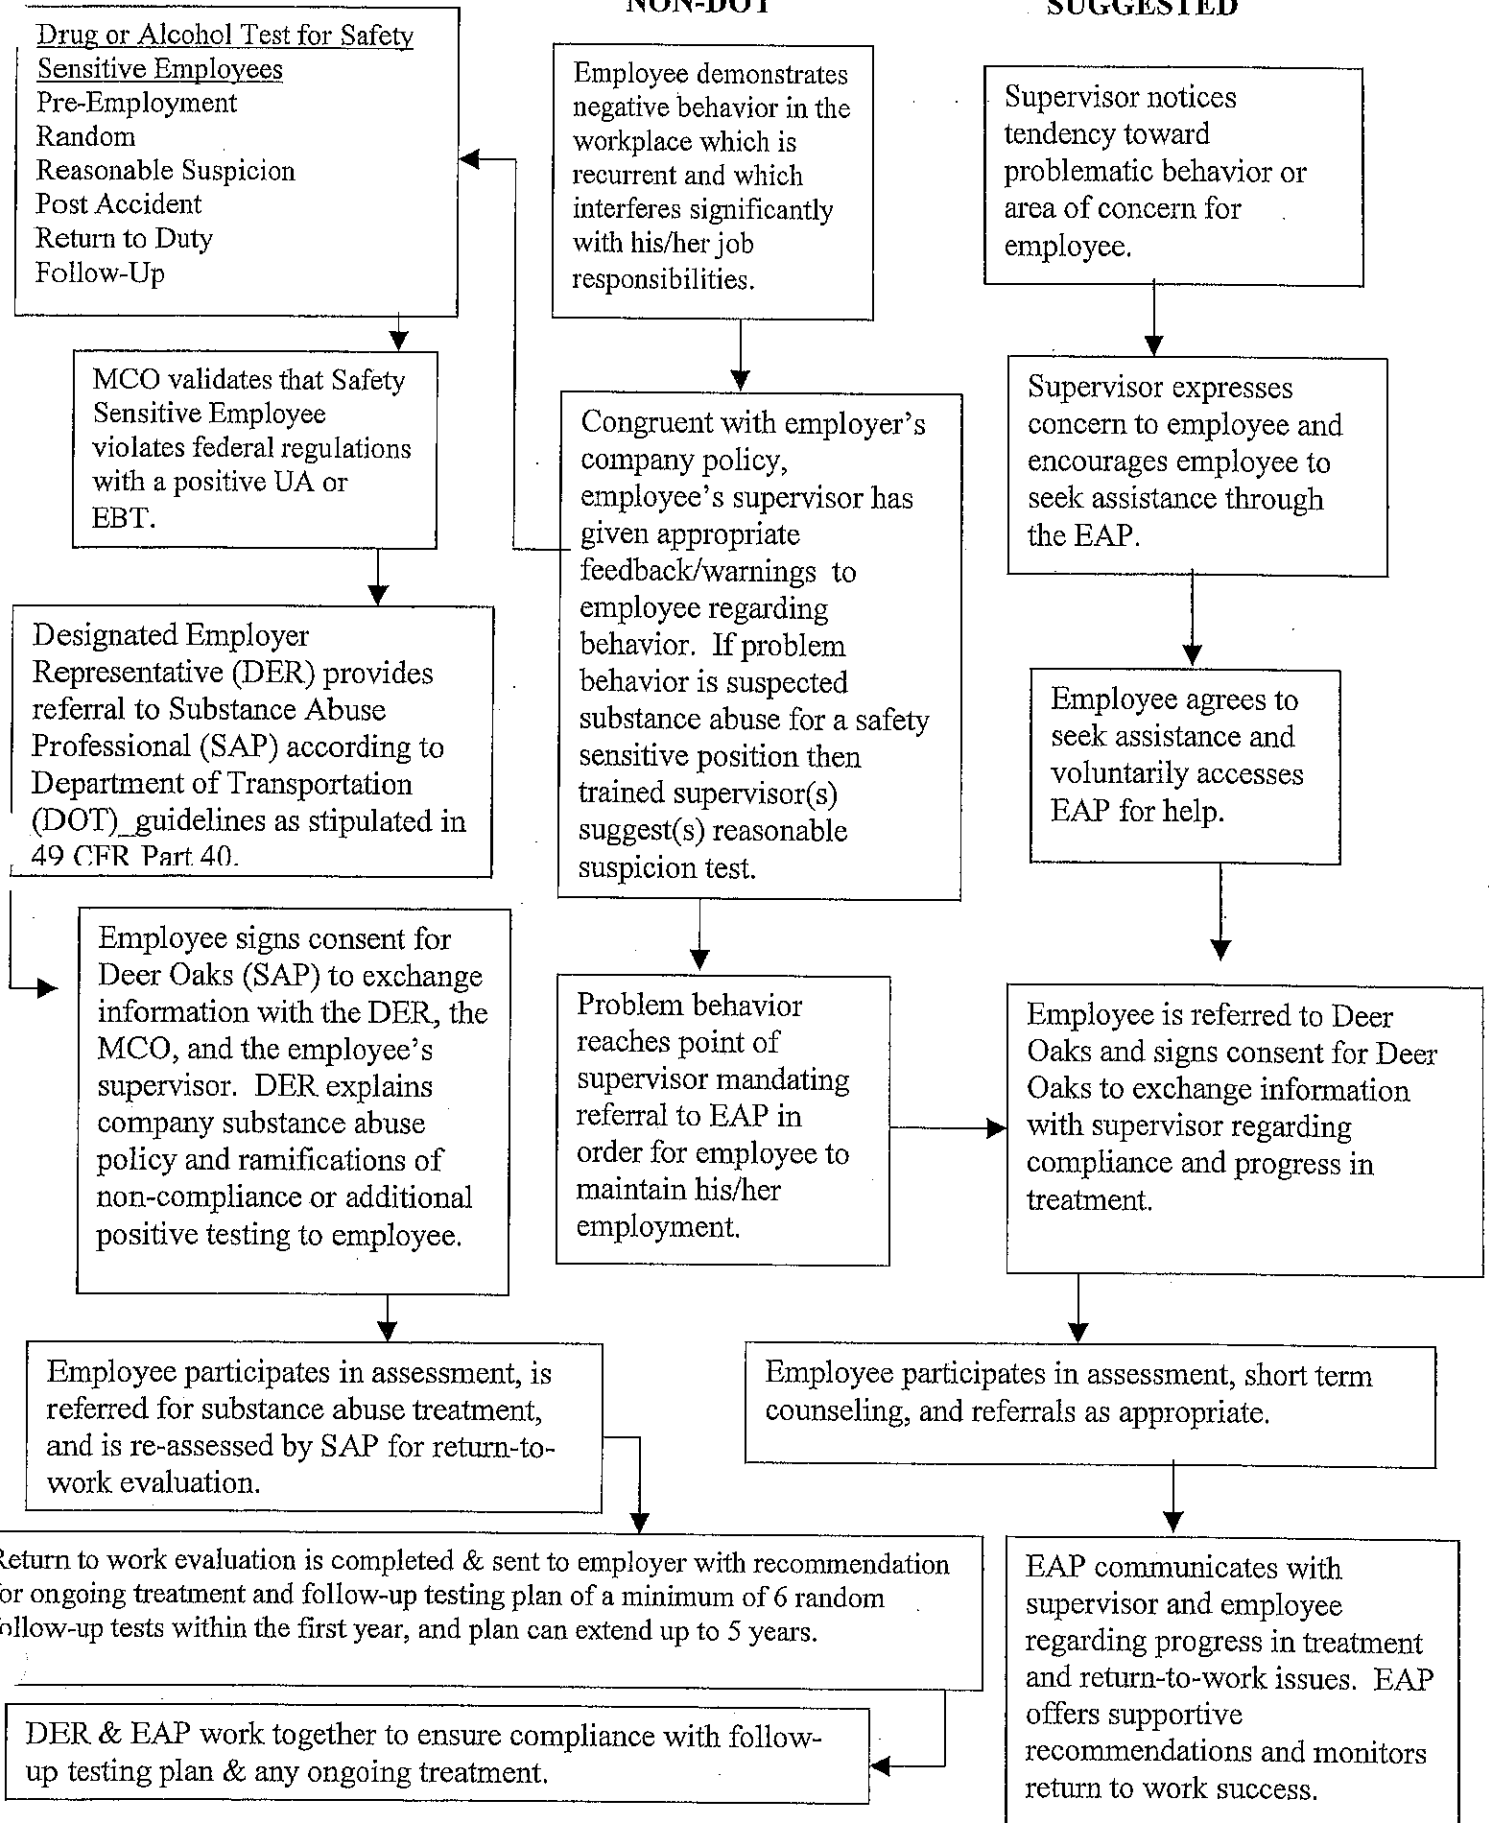 NON-DOT
SUGGESTED
Drug or Alcohol Test for Safety
Sensitive Employees
Pre-Employment
Random
Reasonable Suspicion
Post Accident
Return to Duty
Follow-Up
Employee demonstrates
negative behavior in the
workplace which is
recurrent and which
interferes significantly
with his/her job
responsibilities.
Supervisor notices
tendency toward
problematic behavior or
area of concern for
employee.
MCO validates that Safety
Sensitive Employee
violates federal regulations
with a positive UA or
EBT.
Congruent with employer's
company policy,
employee's supervisor has
given appropriate
feedback/warnings to
employee regarding
behavior. If problem
behavior is suspected
substance abuse for a safety
sensitive position then
trained supervisor(s)
suggest(s) reasonable
suspicion test.
Supervisor expresses
concern to employee and
encourages employee to
seek assistance through
the EAP.
Designated Employer
Representative (DER) provides
referral to Substance Abuse
Professional (SAP) according to
Department of Transportation
(DOT)_guidelines as stipulated in
49 CFR Part 40.
Employee agrees to
seek assistance and
voluntarily accesses
EAP for help.
Employee signs consent for
Deer Oaks (SAP) to exchange
information with the DER, the
MCO, and the employee's
supervisor. DER explains
company substance abuse
policy and ramifications of
non-compliance or additional
positive testing to employee.
Problem behavior
reaches point of
supervisor mandating
referral to EAP in
order for employee to
maintain his/her
employment.
Employee is referred to Deer
Oaks and signs consent for Deer
Oaks to exchange information
with supervisor regarding
compliance and progress in
treatment.
Employee participates in assessment, is
referred for substance abuse treatment,
and is re-assessed by SAP for return-to-
work evaluation.
Employee participates in assessment, short term
counseling, and referrals as appropriate.
Return to work evaluation is completed & sent to employer with recommendation
for ongoing treatment and follow-up testing plan of a minimum of 6 random
follow-up tests within the first year, and plan can extend up to 5 years.
EAP communicates with
supervisor and employee
regarding progress in treatment
and return-to-work issues. EAP
offers supportive
recommendations and monitors
return to work success.
DER & EAP work together to ensure compliance with follow-
up testing plan & any ongoing treatment.